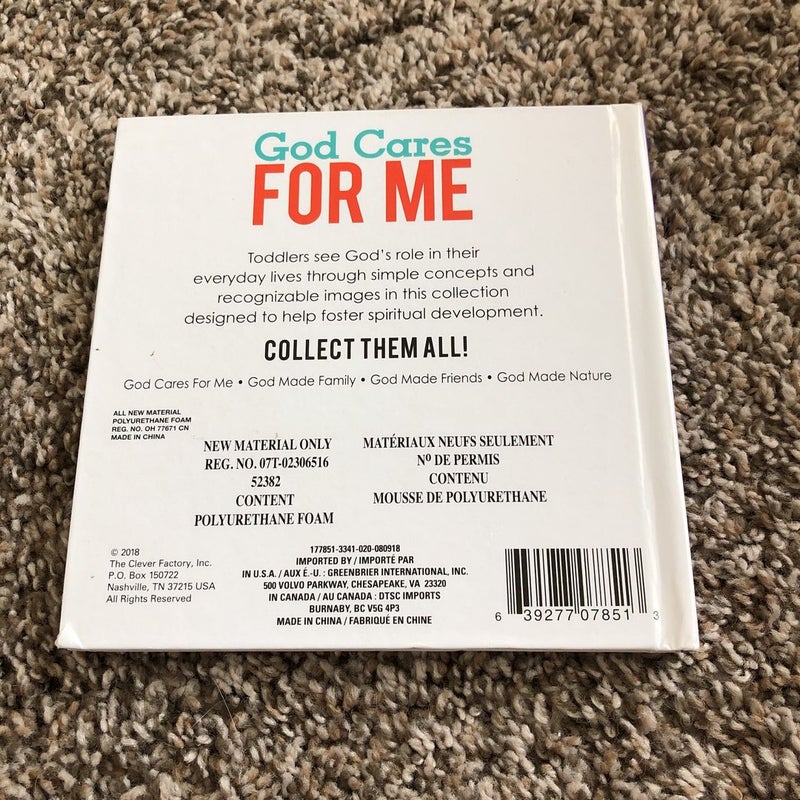 God Cares
FOR ME
Toddlers see God's role in their
everyday lives through simple concepts and
recognizable images in this collection
designed to help foster spiritual development.
COLLECT THEM ALL!
God Cares For Me • God Made Family • God Made Friends • God Made Nature
ALL NEW MATERIAL
POLYURETHANE FOAM
REG. NO. OH 77671 CN
MADE IN CHINA
NEW MATERIAL ONLY
REG. NO. 07T-02306516
52382
CONTENT
POLYURETHANE FOAM
MATÉRIAUX NEUFS SEULEMENT
Nº DE PERMIS
CONTENU
MOUSSE DE POLYURETHANE
© 2018
The Clever Factory, Inc.
P.O. Box 150722
Nashville, TN 37215 USA
All Rights Reserved
177851-3341-020-080918
IMPORTED BY / IMPORTÉ PAR
IN U.S.A. / AUX É.-U. : GREENBRIER INTERNATIONAL, INC.
500 VOLVO PARKWAY, CHESAPEAKE, VA 23320
IN CANADA / AU CANADA : DTSC IMPORTS
BURNABY, BC V5G 4P3
MADE IN CHINA / FABRIQUÉ EN CHINE
6 39277 07851 3